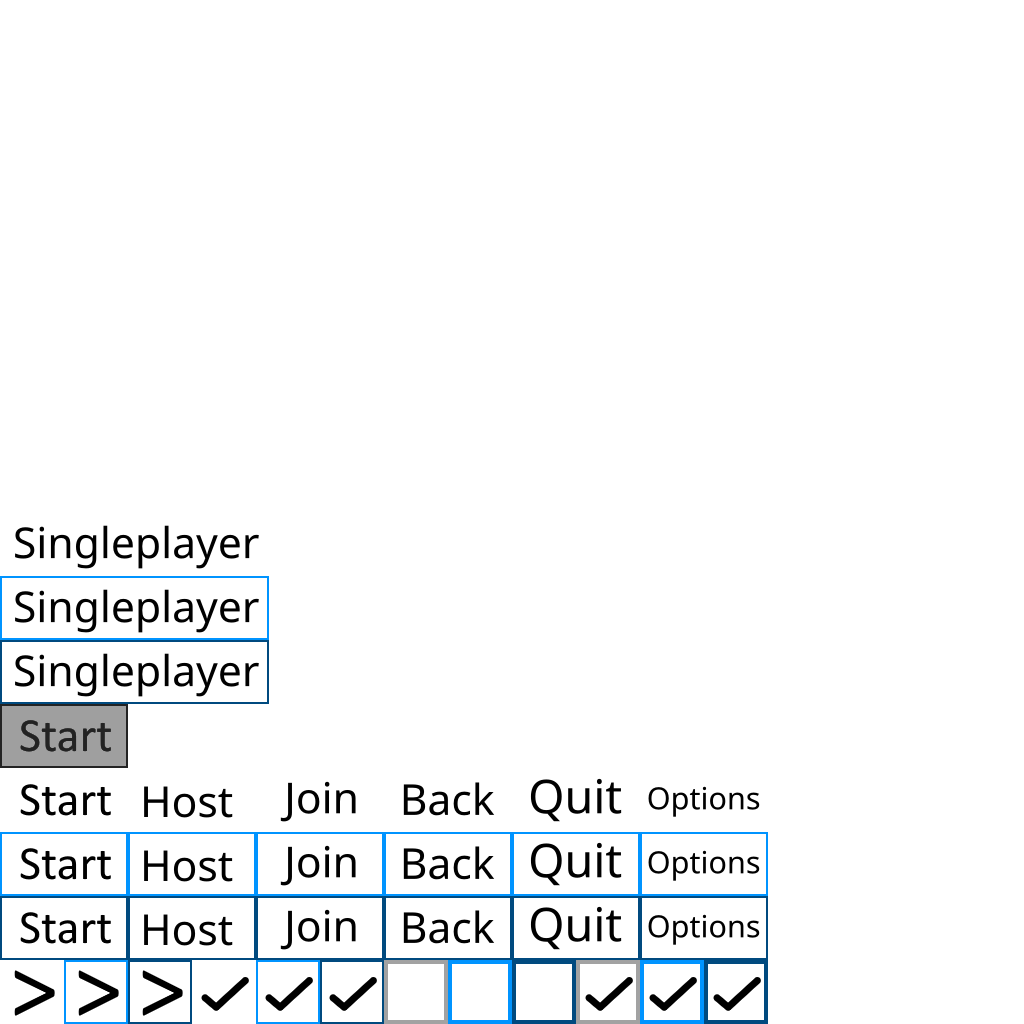 Singleplayer
Singleplayer
Singleplayer
Start
Start Host Join Back Quit Options
Start Host Join Back Quit Options
Start Host Join Back Quit Options
> > > ✓ ✓ ✓ ✓ ✓ ✓